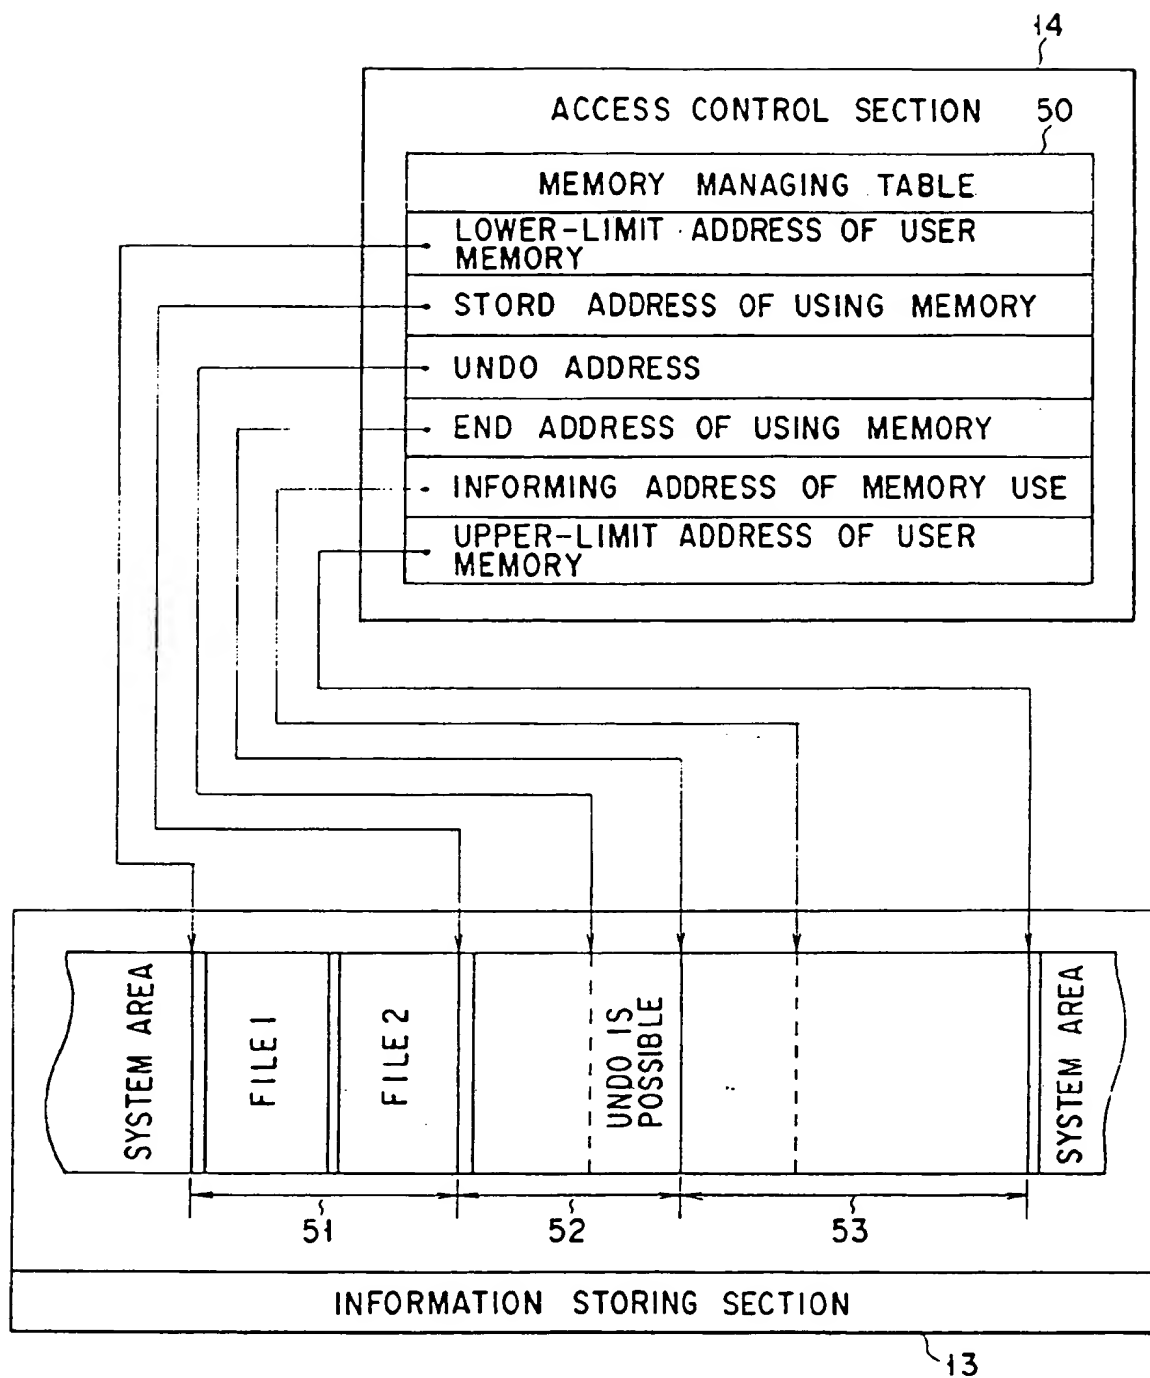 14
ACCESS CONTROL SECTION 50
MEMORY MANAGING TABLE
LOWER-LIMIT ADDRESS OF USER
MEMORY
STORD ADDRESS OF USING MEMORY
UNDO ADDRESS
END ADDRESS OF USING MEMORY
INFORMING ADDRESS OF MEMORY USE
UPPER-LIMIT ADDRESS OF USER
MEMORY
SYSTEM AREA
FILE 1
FILE 2
UNDO IS
POSSIBLE
SYSTEM AREA
51
52
53
INFORMATION STORING SECTION
13